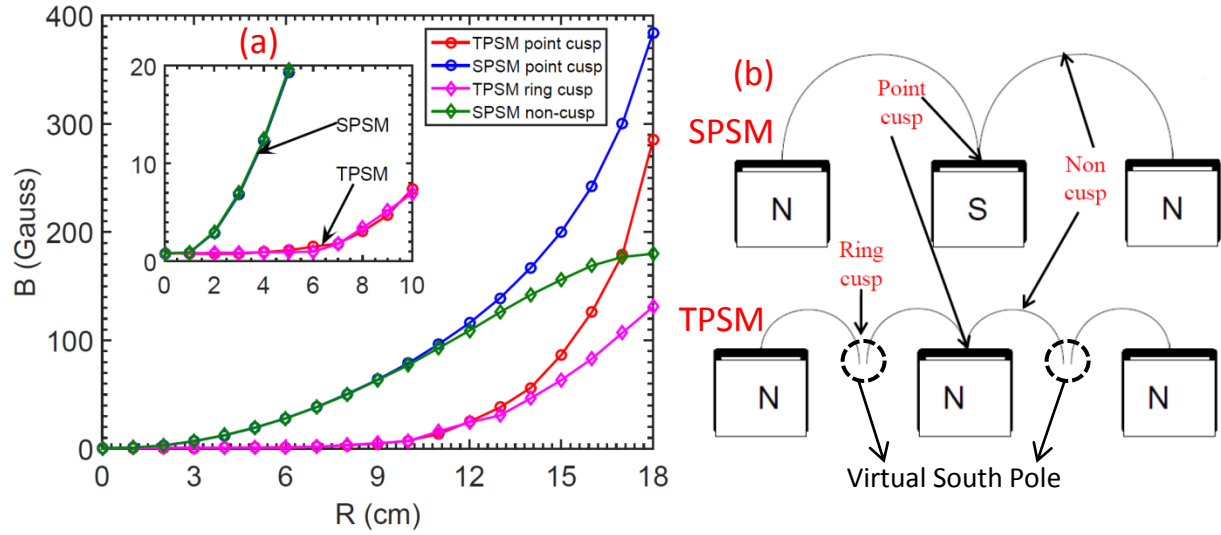 (a)
TPSM point cusp
SPSM point cusp
TPSM ring cusp
SPSM non-cusp
B (Gauss)
400
300
200
100
0
0 3 6 9 12 15 18
R (cm)
20
10
0
0 2 4 6 8 10
SPSM
TPSM
(b)
SPSM
Point
cusp
N
S
N
Non
cusp
Ring
cusp
TPSM
N
N
N
Virtual South Pole